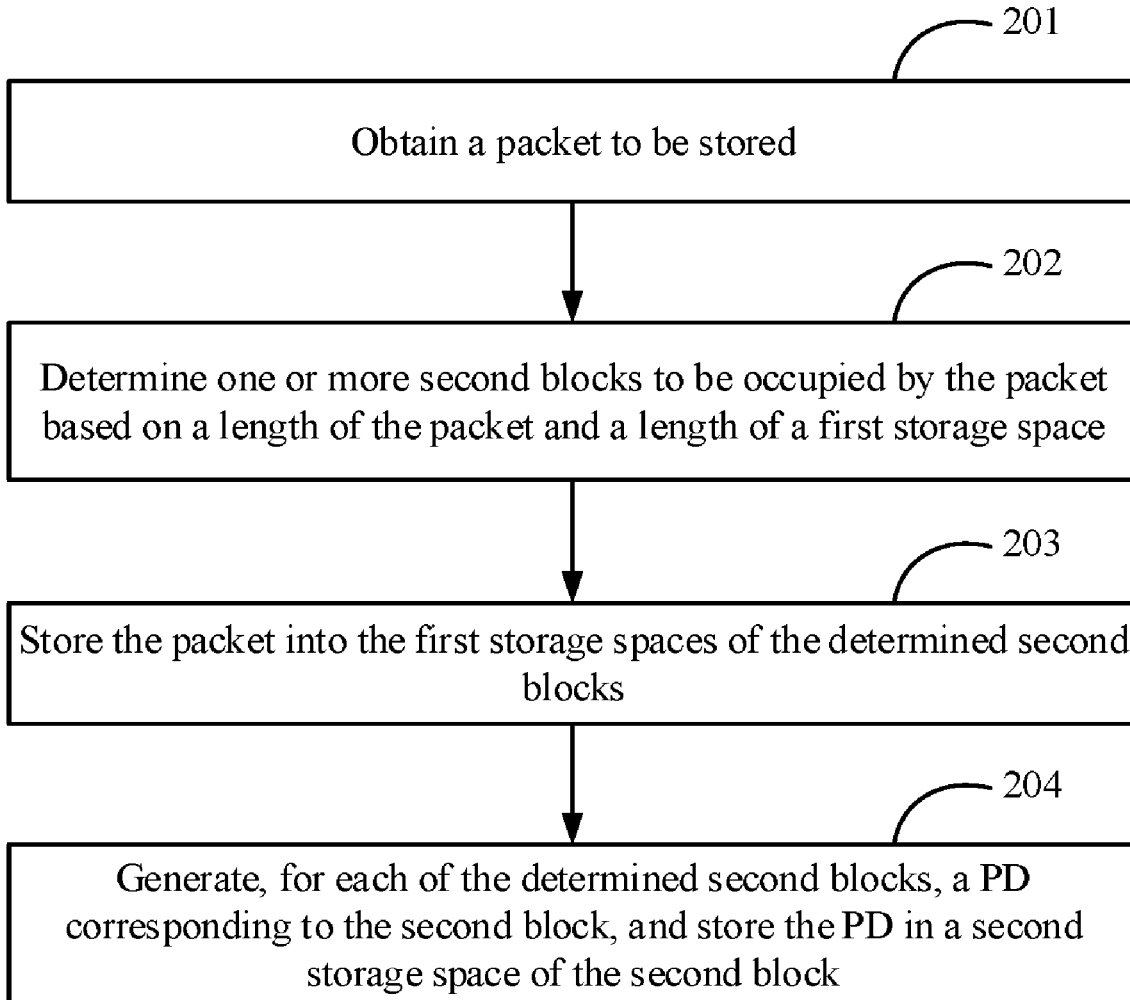 201
Obtain a packet to be stored
202
Determine one or more second blocks to be occupied by the packet
based on a length of the packet and a length of a first storage space
203
Store the packet into the first storage spaces of the determined second
blocks
204
Generate, for each of the determined second blocks, a PD
corresponding to the second block, and store the PD in a second
storage space of the second block